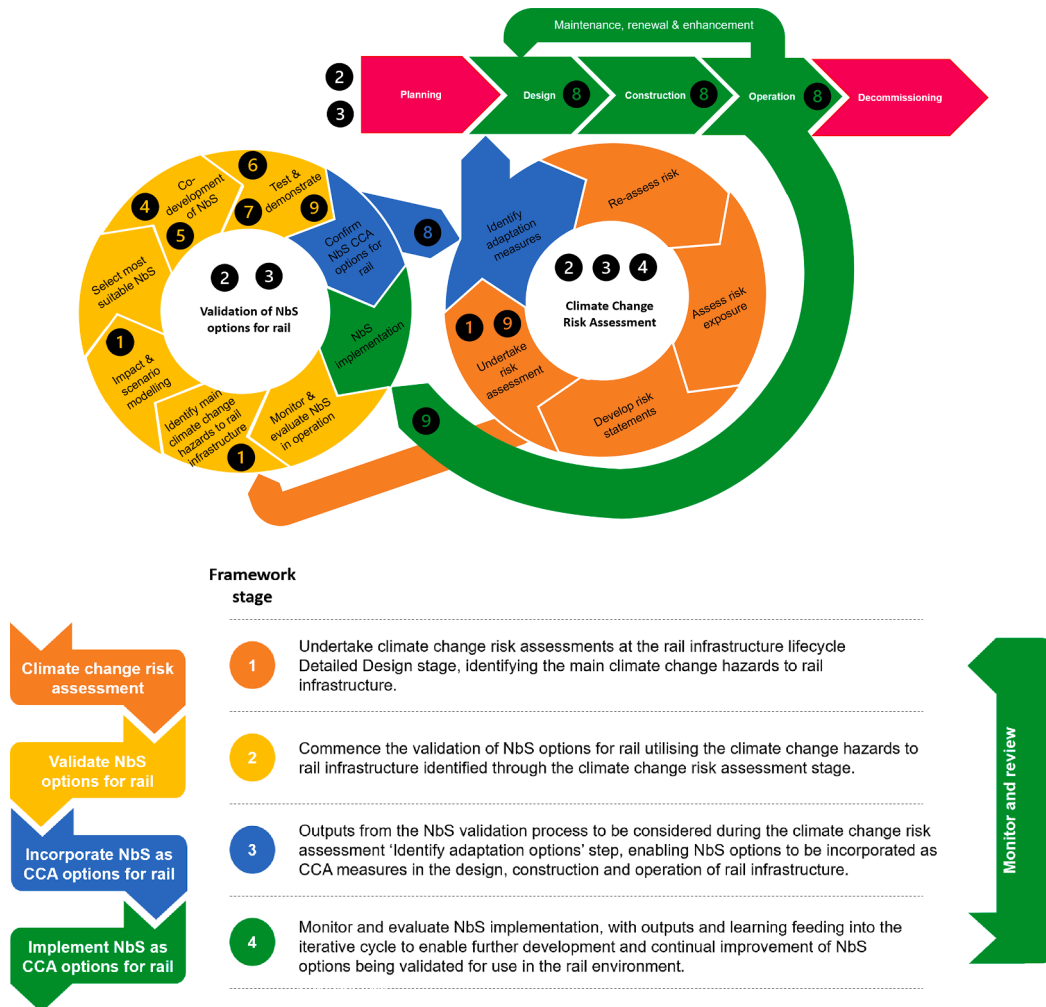 Maintenance, renewal & enhancement
2
3
Planning
Design
8
Construction
8
Operation
8
Decommissioning
4
Co-
development
of NbS
5
6
Test &
demonstrate
7
9
Confirm
NbS CCA
options for
rail
8
Select most
suitable NbS
2
3
Validation of NbS
options for rail
NbS
implementation
1
Impact &
scenario
modelling
Identify main
climate change
hazards to rail
infrastructure
1
Monitor &
evaluate NbS
in operation
9
Identify
adaptation
measures
Re-assess risk
2
3
4
Climate Change
Risk Assessment
Assess risk
exposure
1
9
Undertake
risk
assessment
Develop risk
statements
Framework
stage
Climate change risk
assessment
1
Undertake climate change risk assessments at the rail infrastructure lifecycle
Detailed Design stage, identifying the main climate change hazards to rail
infrastructure.
Validate NbS
options for rail
2
Commence the validation of NbS options for rail utilising the climate change hazards to
rail infrastructure identified through the climate change risk assessment stage.
Incorporate NbS as
CCA options for rail
3
Outputs from the NbS validation process to be considered during the climate change risk
assessment ‘Identify adaptation options’ step, enabling NbS options to be incorporated as
CCA measures in the design, construction and operation of rail infrastructure.
Implement NbS as
CCA options for rail
4
Monitor and evaluate NbS implementation, with outputs and learning feeding into the
iterative cycle to enable further development and continual improvement of NbS
options being validated for use in the rail environment.
Monitor and review